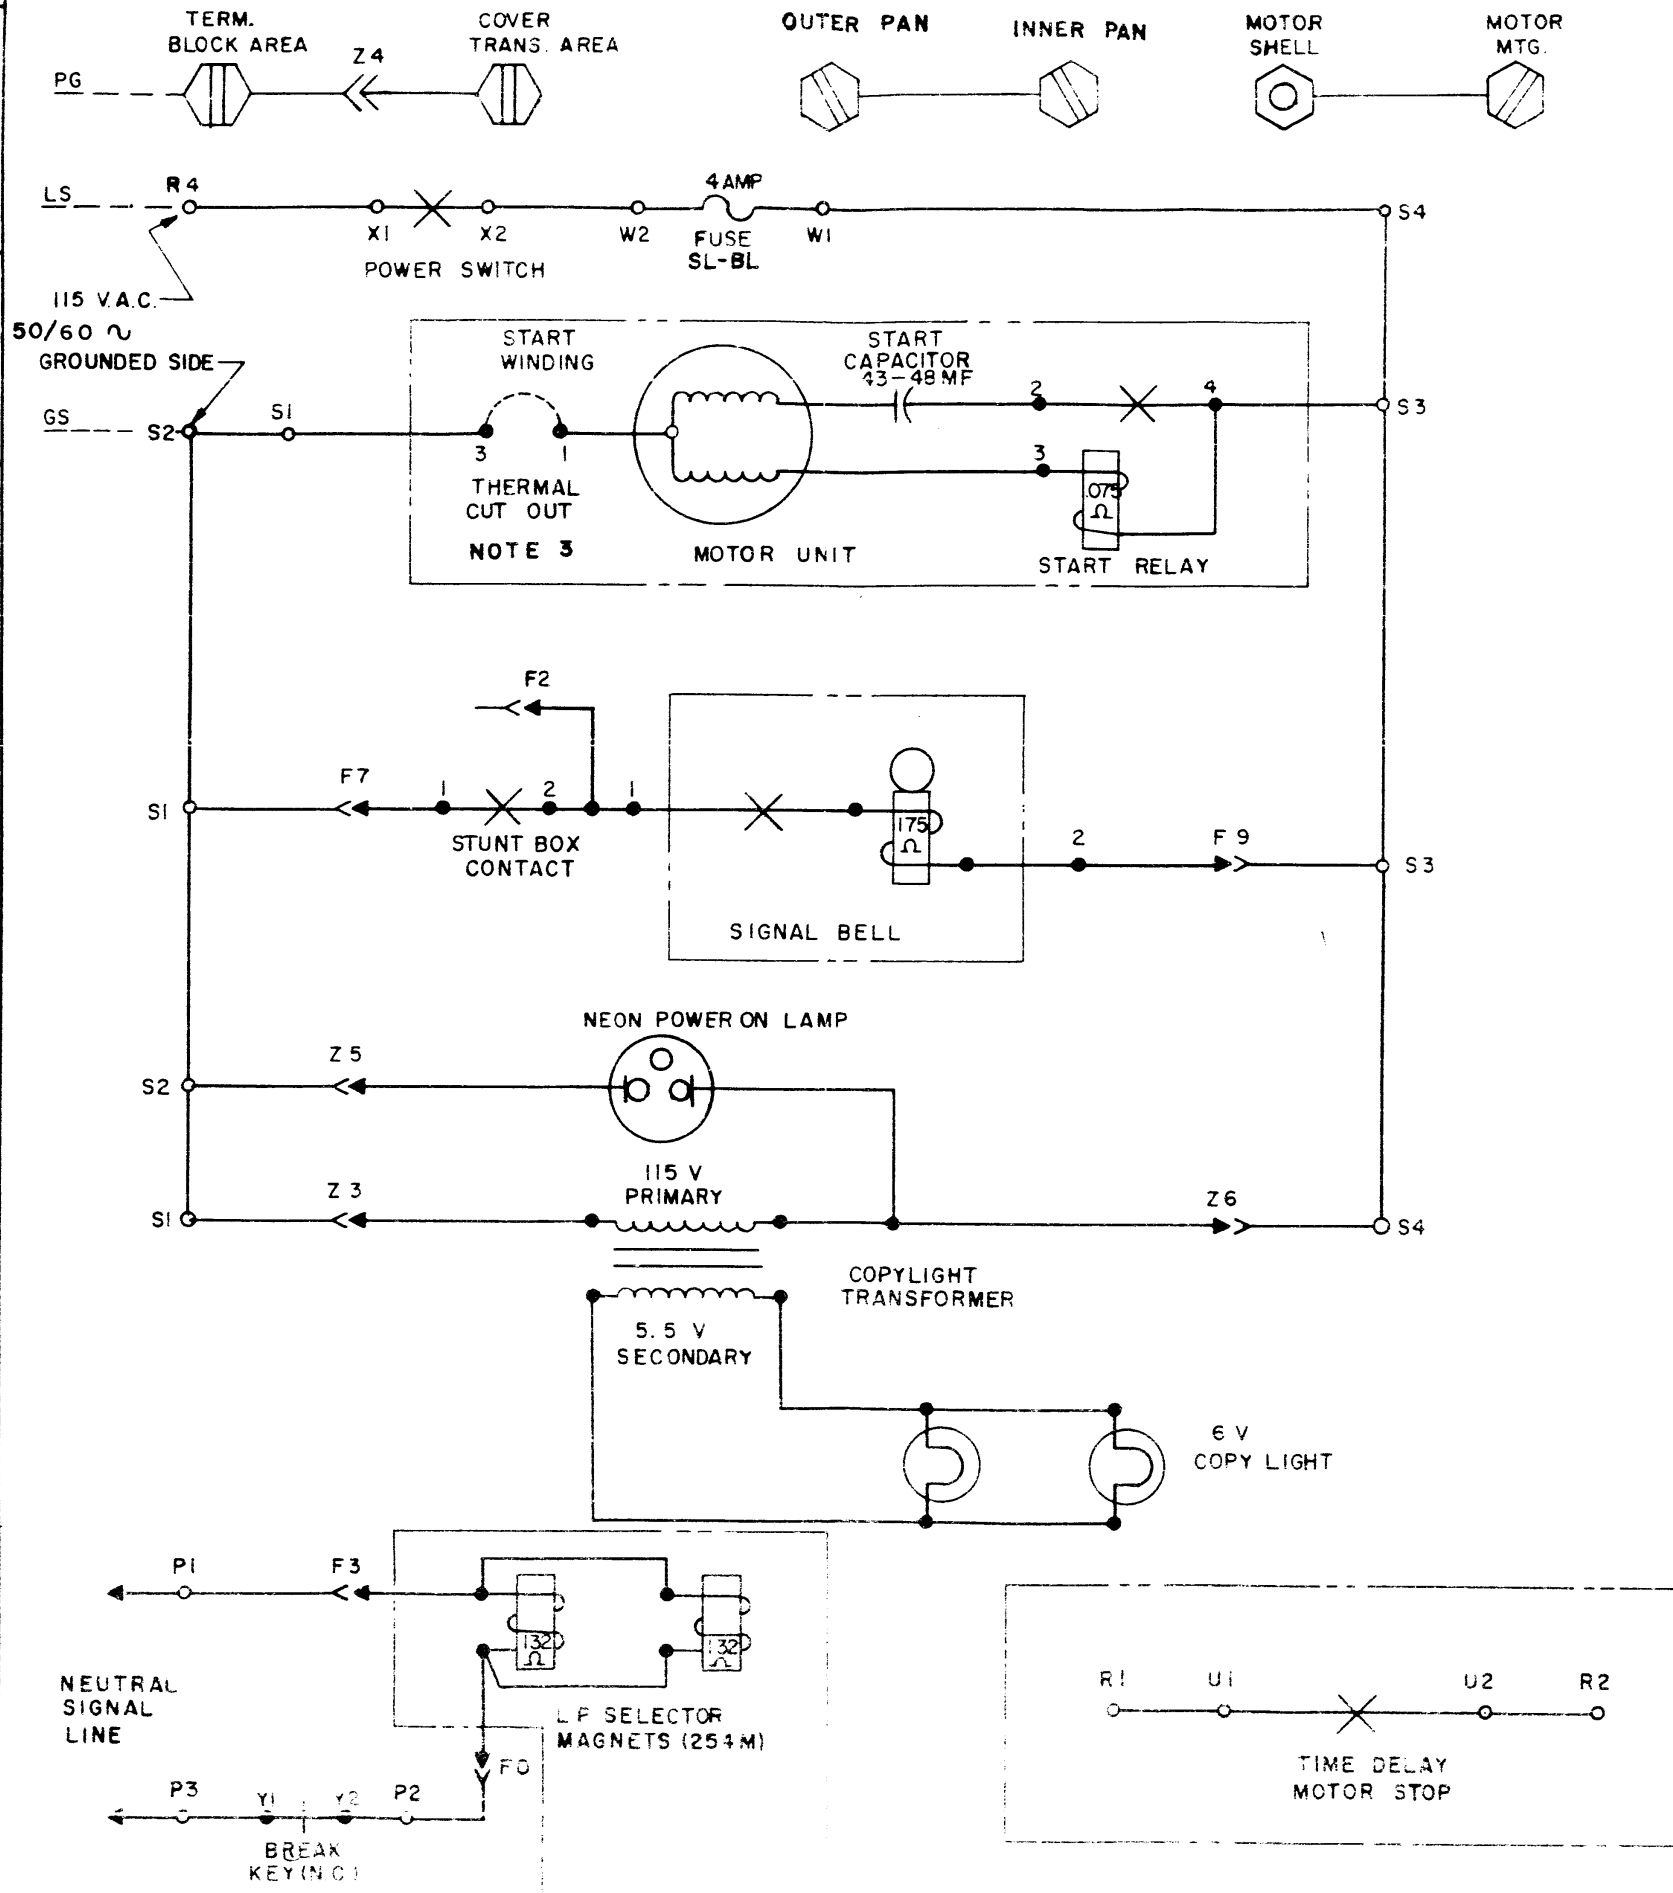 TERM.
BLOCK AREA
COVER
TRANS. AREA
OUTER PAN
INNER PAN
MOTOR
SHELL
MOTOR
MTG.
PG
Z4
LS
R4
X1
X2
POWER SWITCH
W2
4 AMP
FUSE
SL-BL
W1
S4
115 V.A.C.
50/60 ∿
GROUNDED SIDE
GS
S2
S1
START
WINDING
3
1
THERMAL
CUT OUT
NOTE 3
MOTOR UNIT
START
CAPACITOR
43-48 MF
2
4
3
.075
Ω
START RELAY
S3
F2
S1
F7
1
2
1
STUNT BOX
CONTACT
175
Ω
SIGNAL BELL
2
F9
S3
NEON POWER ON LAMP
S2
Z5
115 V
PRIMARY
S1
Z3
Z6
S4
COPYLIGHT
TRANSFORMER
5.5 V
SECONDARY
6 V
COPY LIGHT
P1
F3
132
Ω
132
Ω
NEUTRAL
SIGNAL
LINE
L P SELECTOR
MAGNETS (254M)
P3
Y1
Y2
P2
BREAK
KEY (N.C.)
R1
U1
U2
R2
TIME DELAY
MOTOR STOP